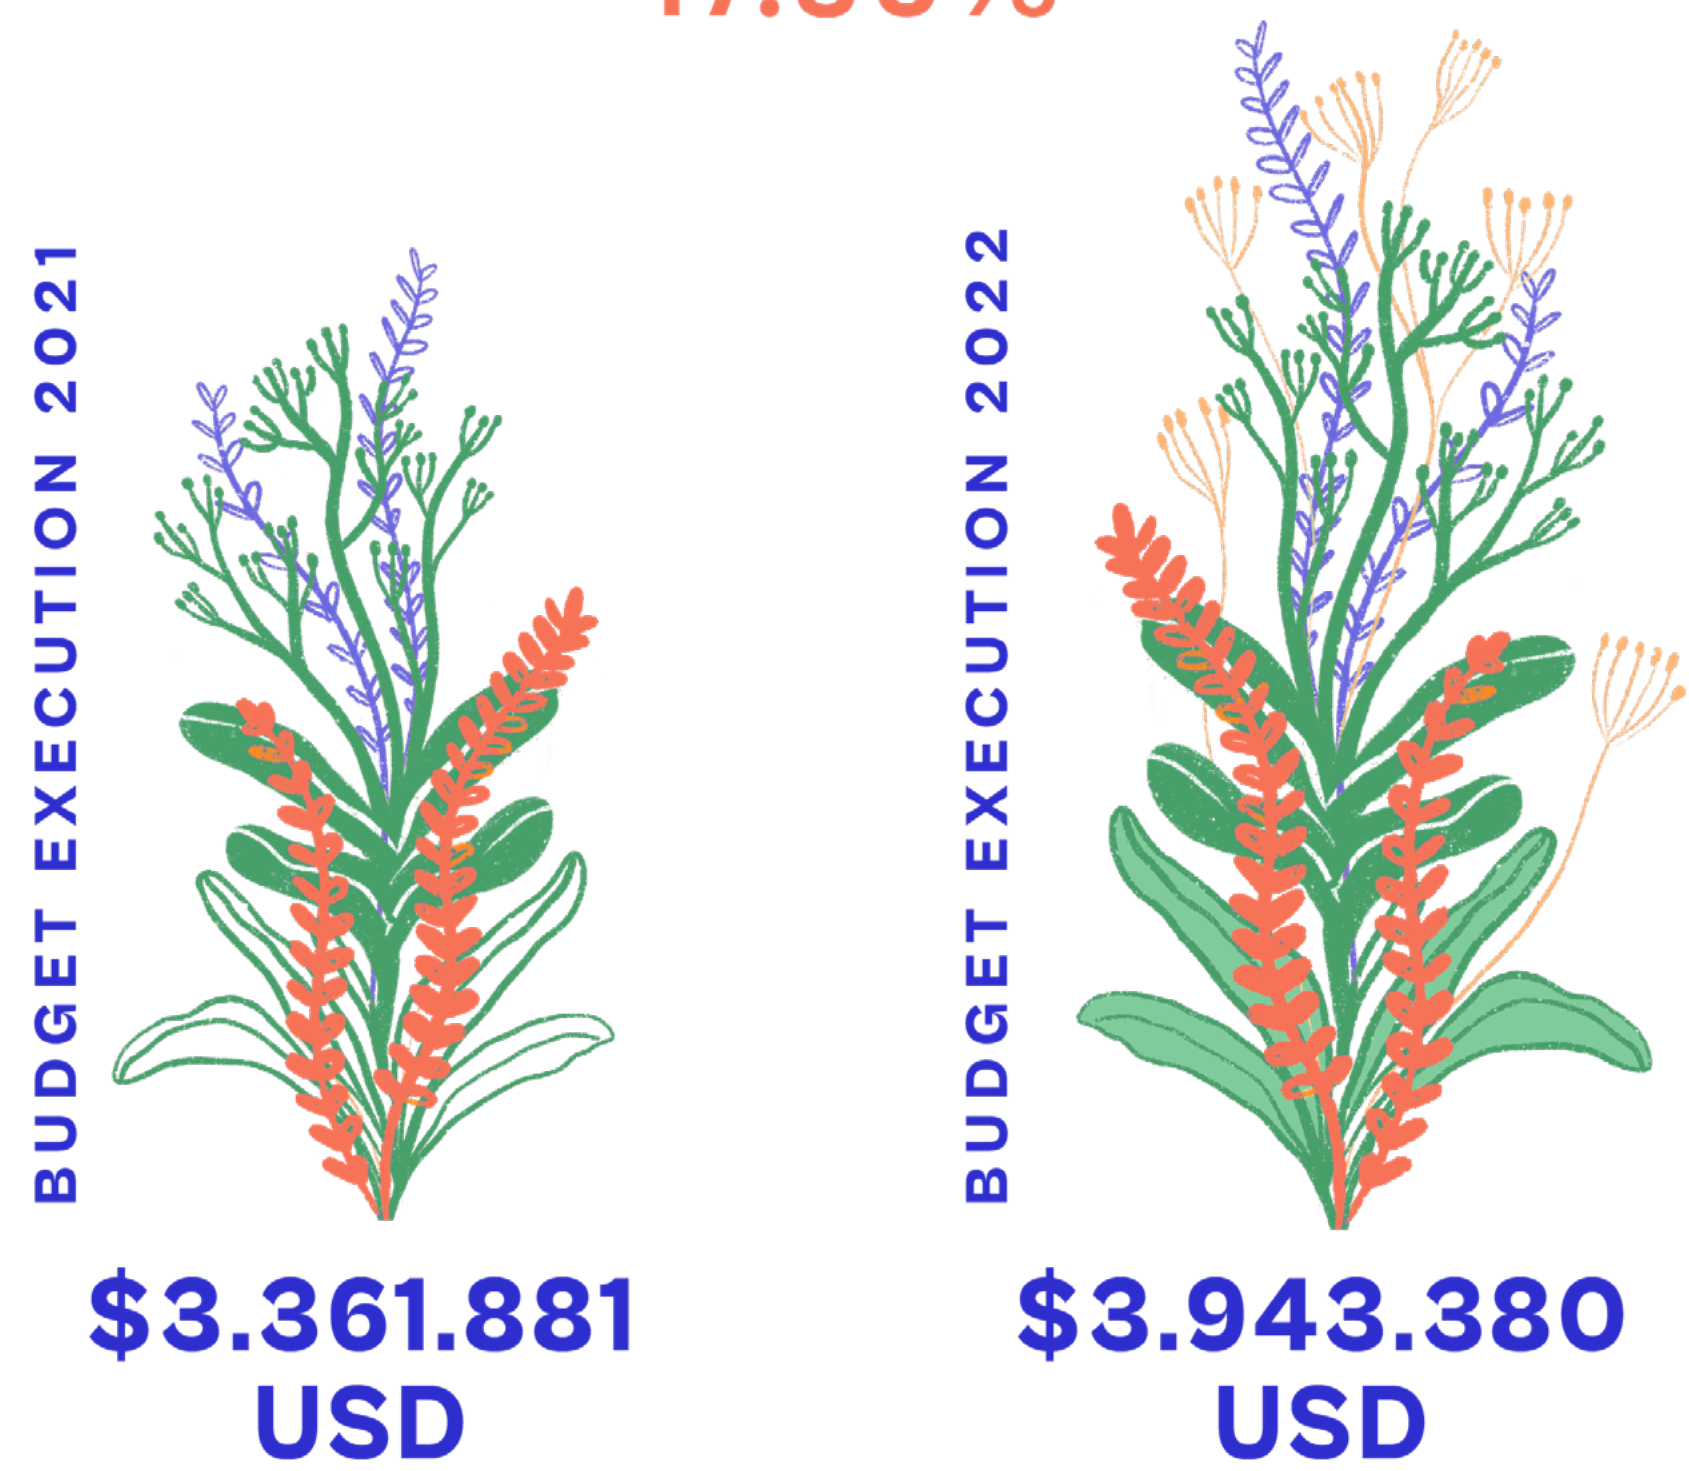 BUDGET EXECUTION 2021
$3.361.881
USD
BUDGET EXECUTION 2022
$3.943.380
USD